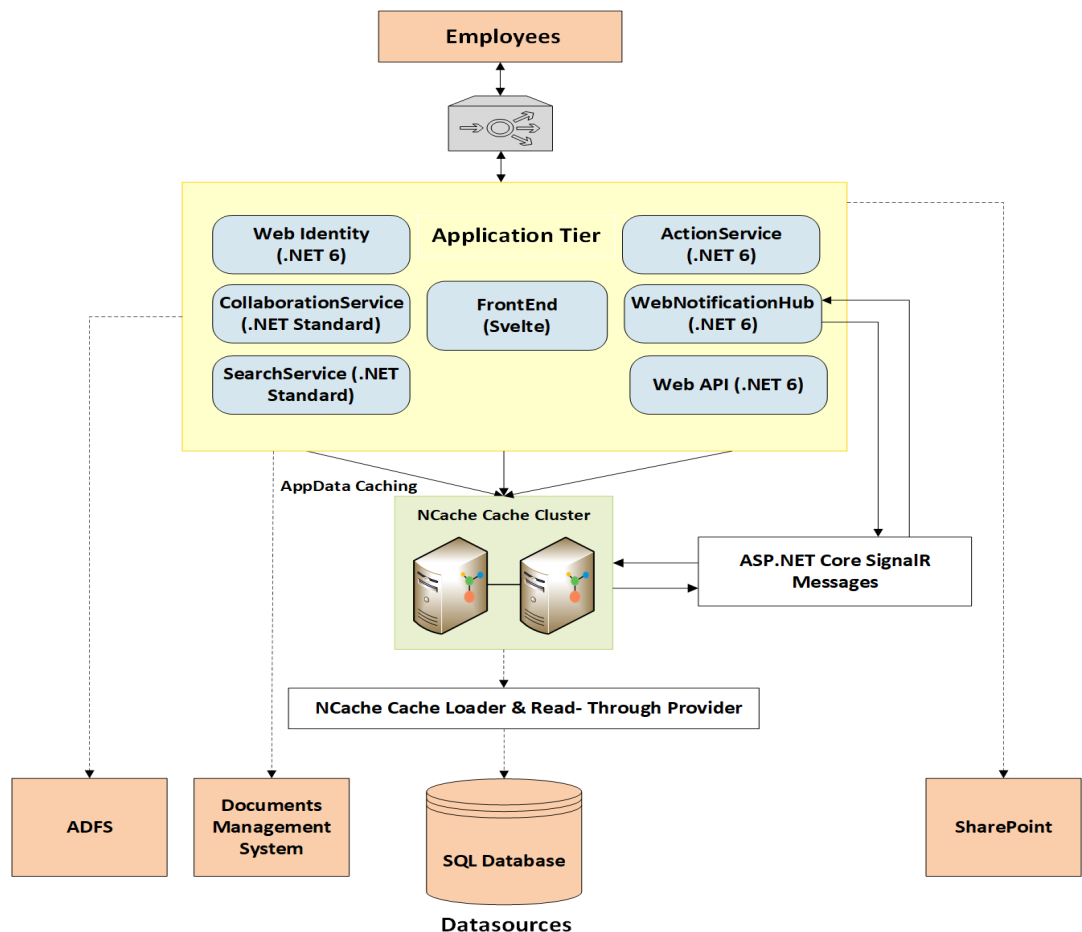 Employees
Application Tier
Web Identity
(.NET 6)
ActionService
(.NET 6)
CollaborationService
(.NET Standard)
FrontEnd
(Svelte)
WebNotificationHub
(.NET 6)
SearchService (.NET
Standard)
Web API (.NET 6)
AppData Caching
NCache Cache Cluster
ASP.NET Core SignalR
Messages
NCache Cache Loader & Read- Through Provider
ADFS
Documents
Management
System
SQL Database
SharePoint
Datasources